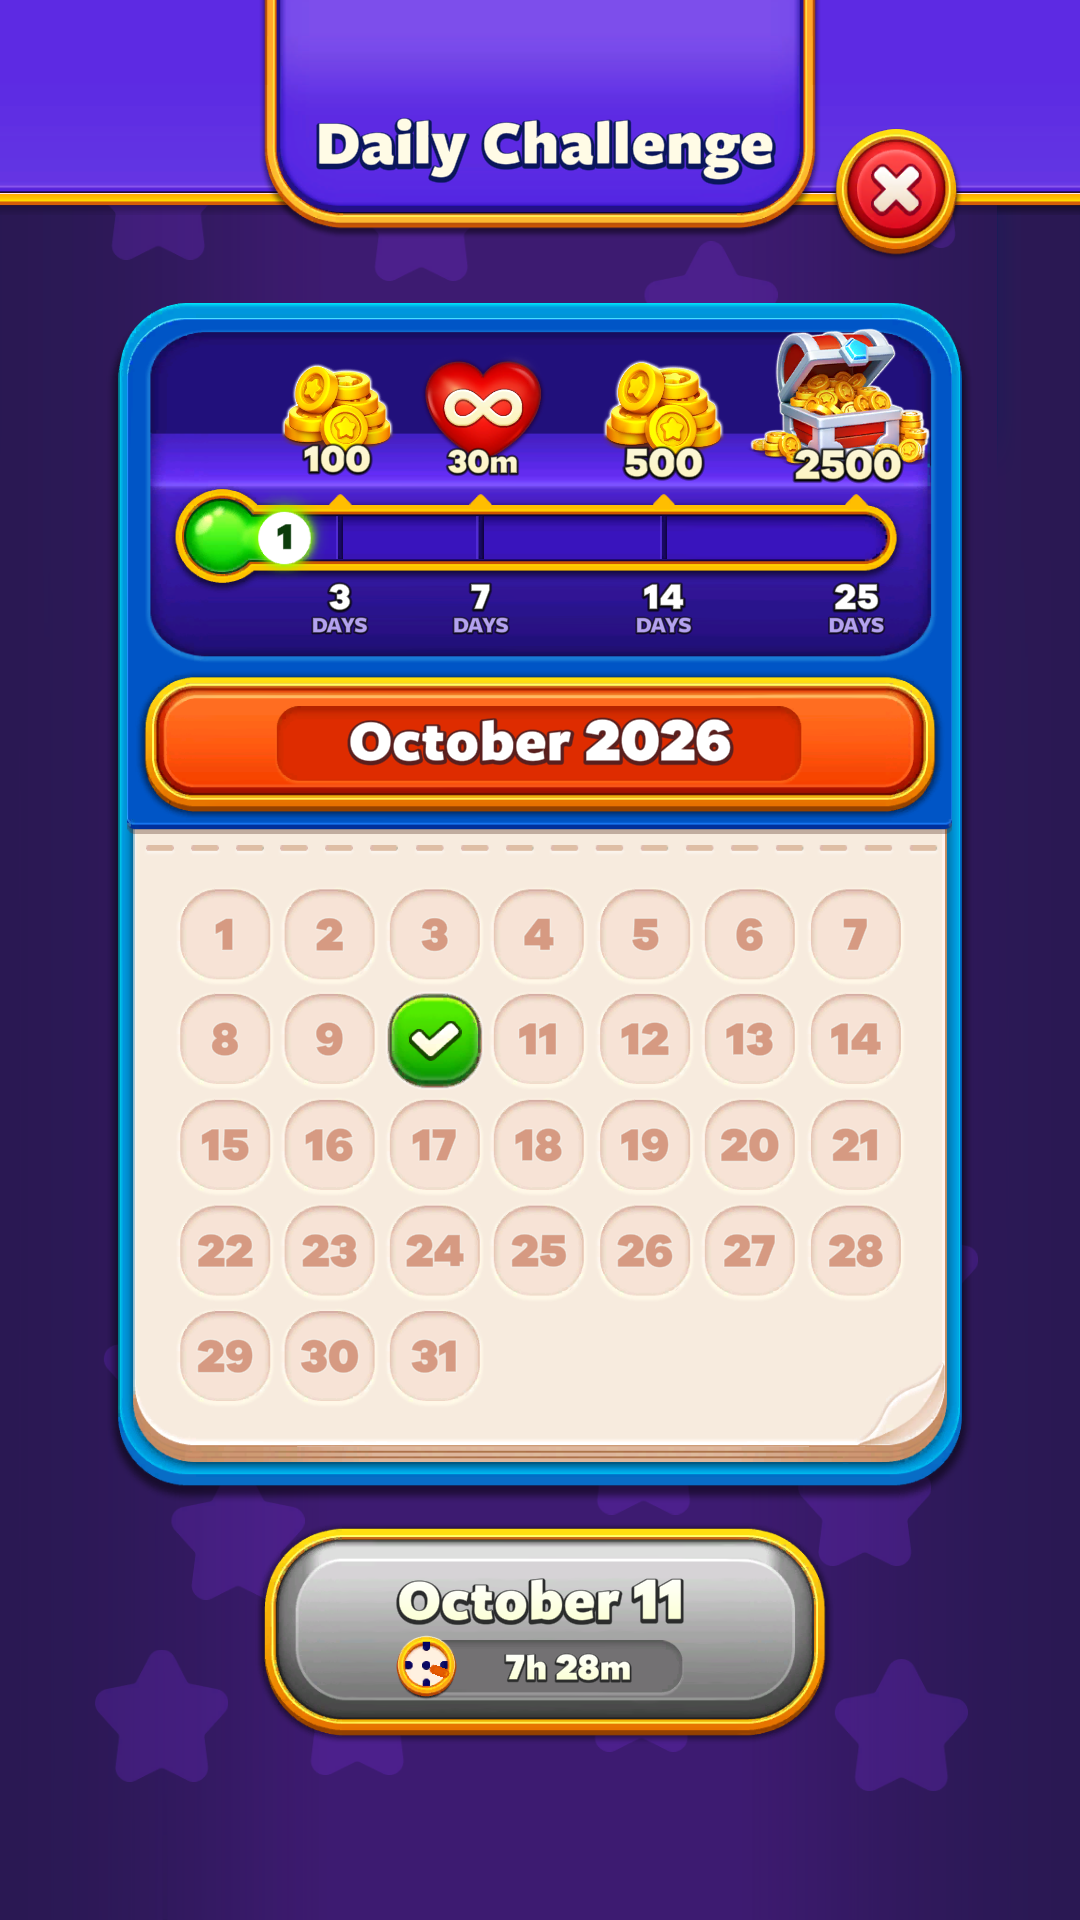 Daily Challenge
100 30m 500 2500
1
3 7 14 25
DAYS DAYS DAYS DAYS
October 2026
1 2 3 4 5 6 7
8 9 11 12 13 14
15 16 17 18 19 20 21
22 23 24 25 26 27 28
29 30 31
October 11
7h 28m